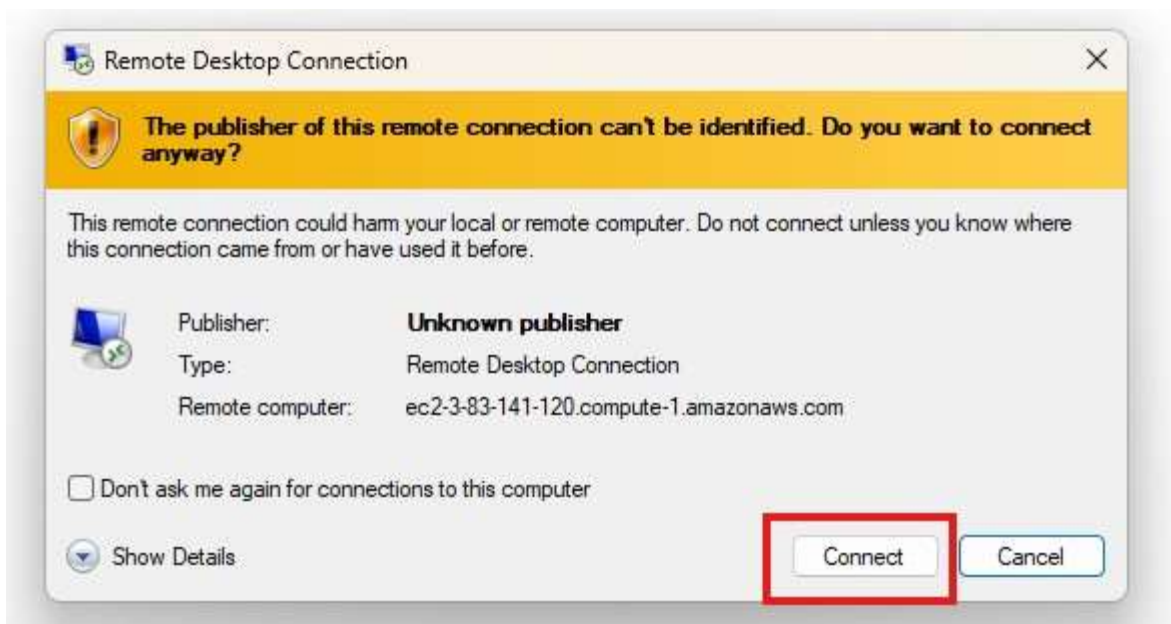 Remote Desktop Connection
The publisher of this remote connection can't be identified. Do you want to connect
anyway?
This remote connection could harm your local or remote computer. Do not connect unless you know where
this connection came from or have used it before.
Publisher: Unknown publisher
Type: Remote Desktop Connection
Remote computer: ec2-3-83-141-120.compute-1.amazonaws.com
Don't ask me again for connections to this computer
Show Details Connect Cancel